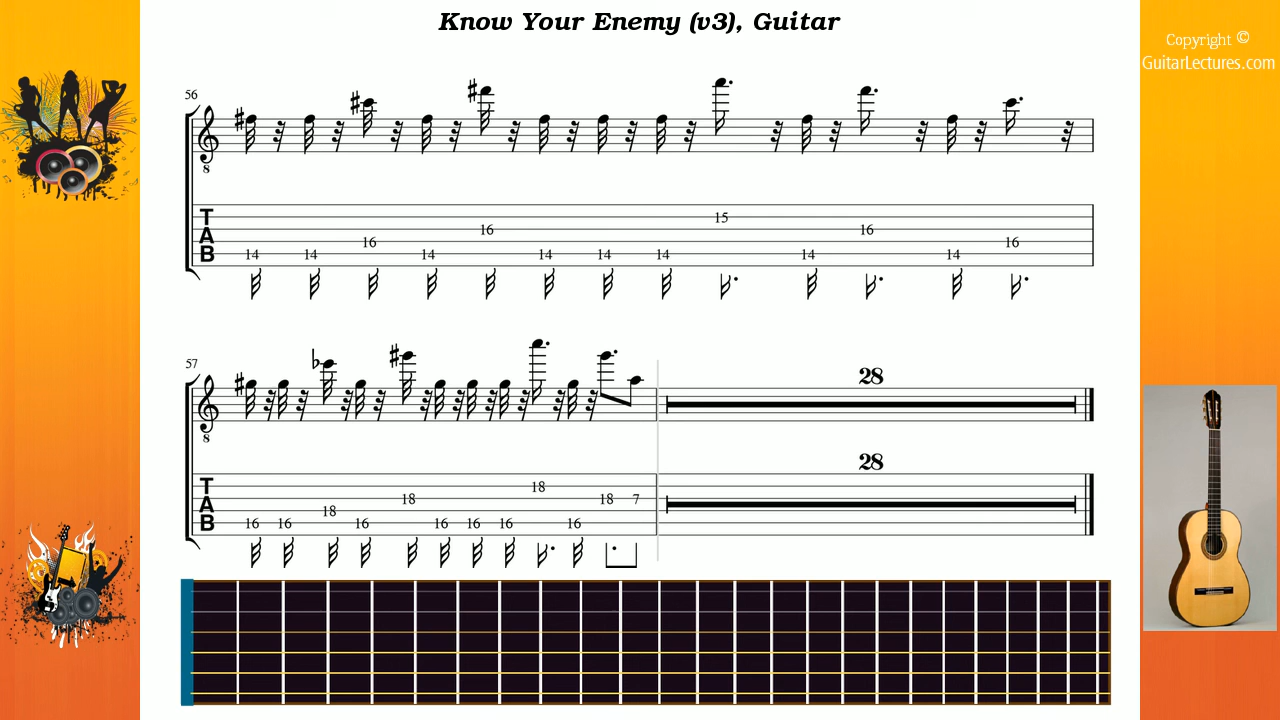 Know Your Enemy (v3), Guitar
Copyright ©
GuitarLectures.com
56
8
T
A
B
15
16 16
16 16
14 14 14 14 14 14 14 14
57
28
8
28
T
A
B
18
18 18 7
18
16 16 16 16 16 16 16